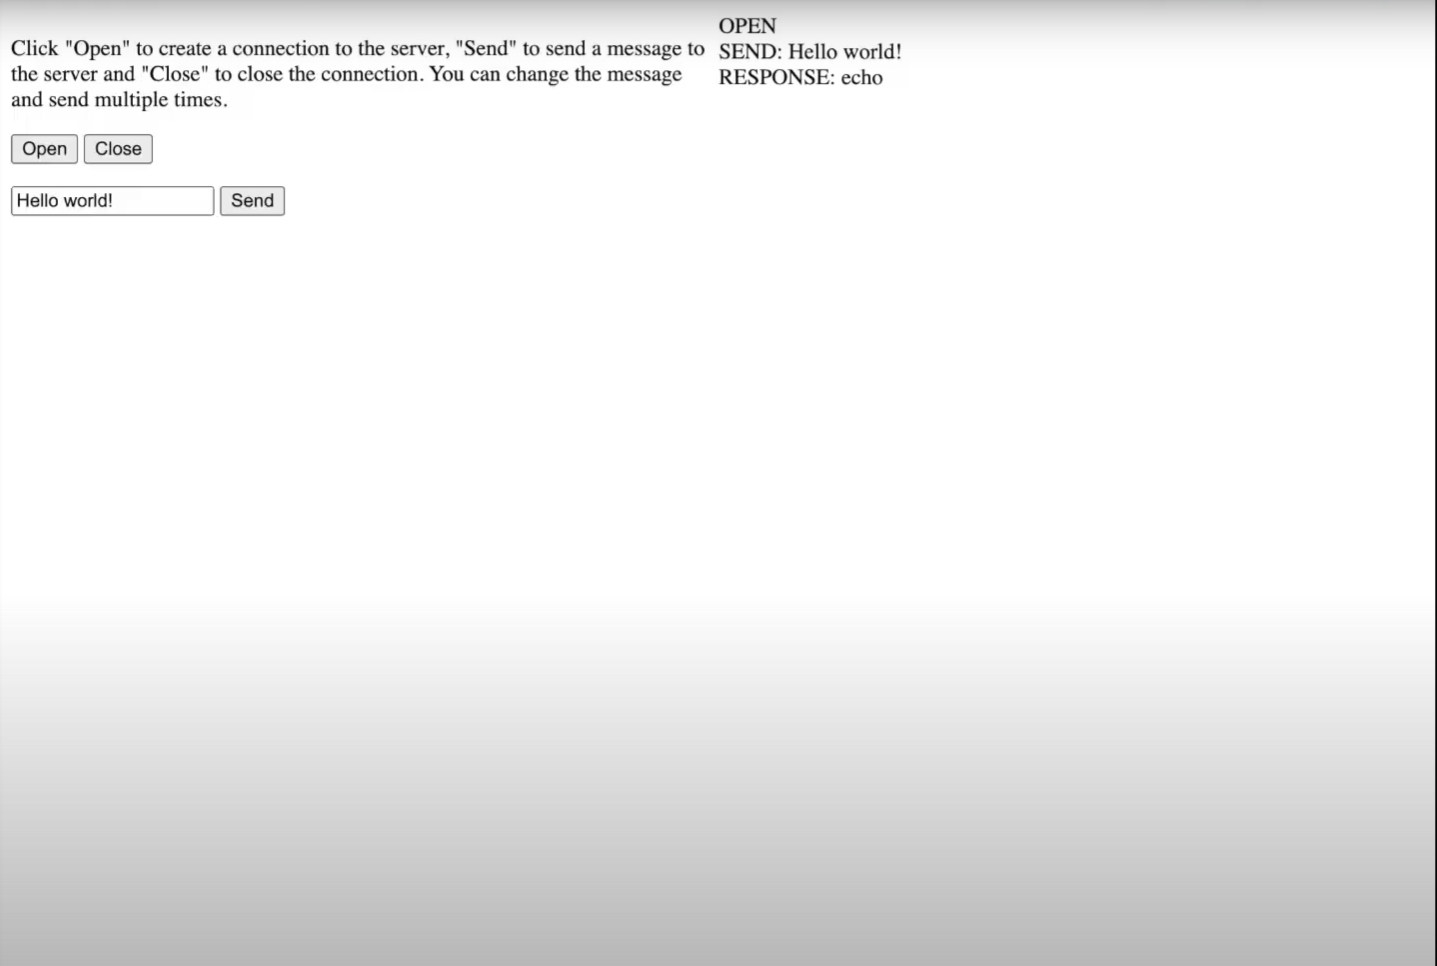 Click "Open" to create a connection to the server, "Send" to send a message to
the server and "Close" to close the connection. You can change the message
and send multiple times.
Open Close
Hello world! Send
OPEN
SEND: Hello world!
RESPONSE: echo